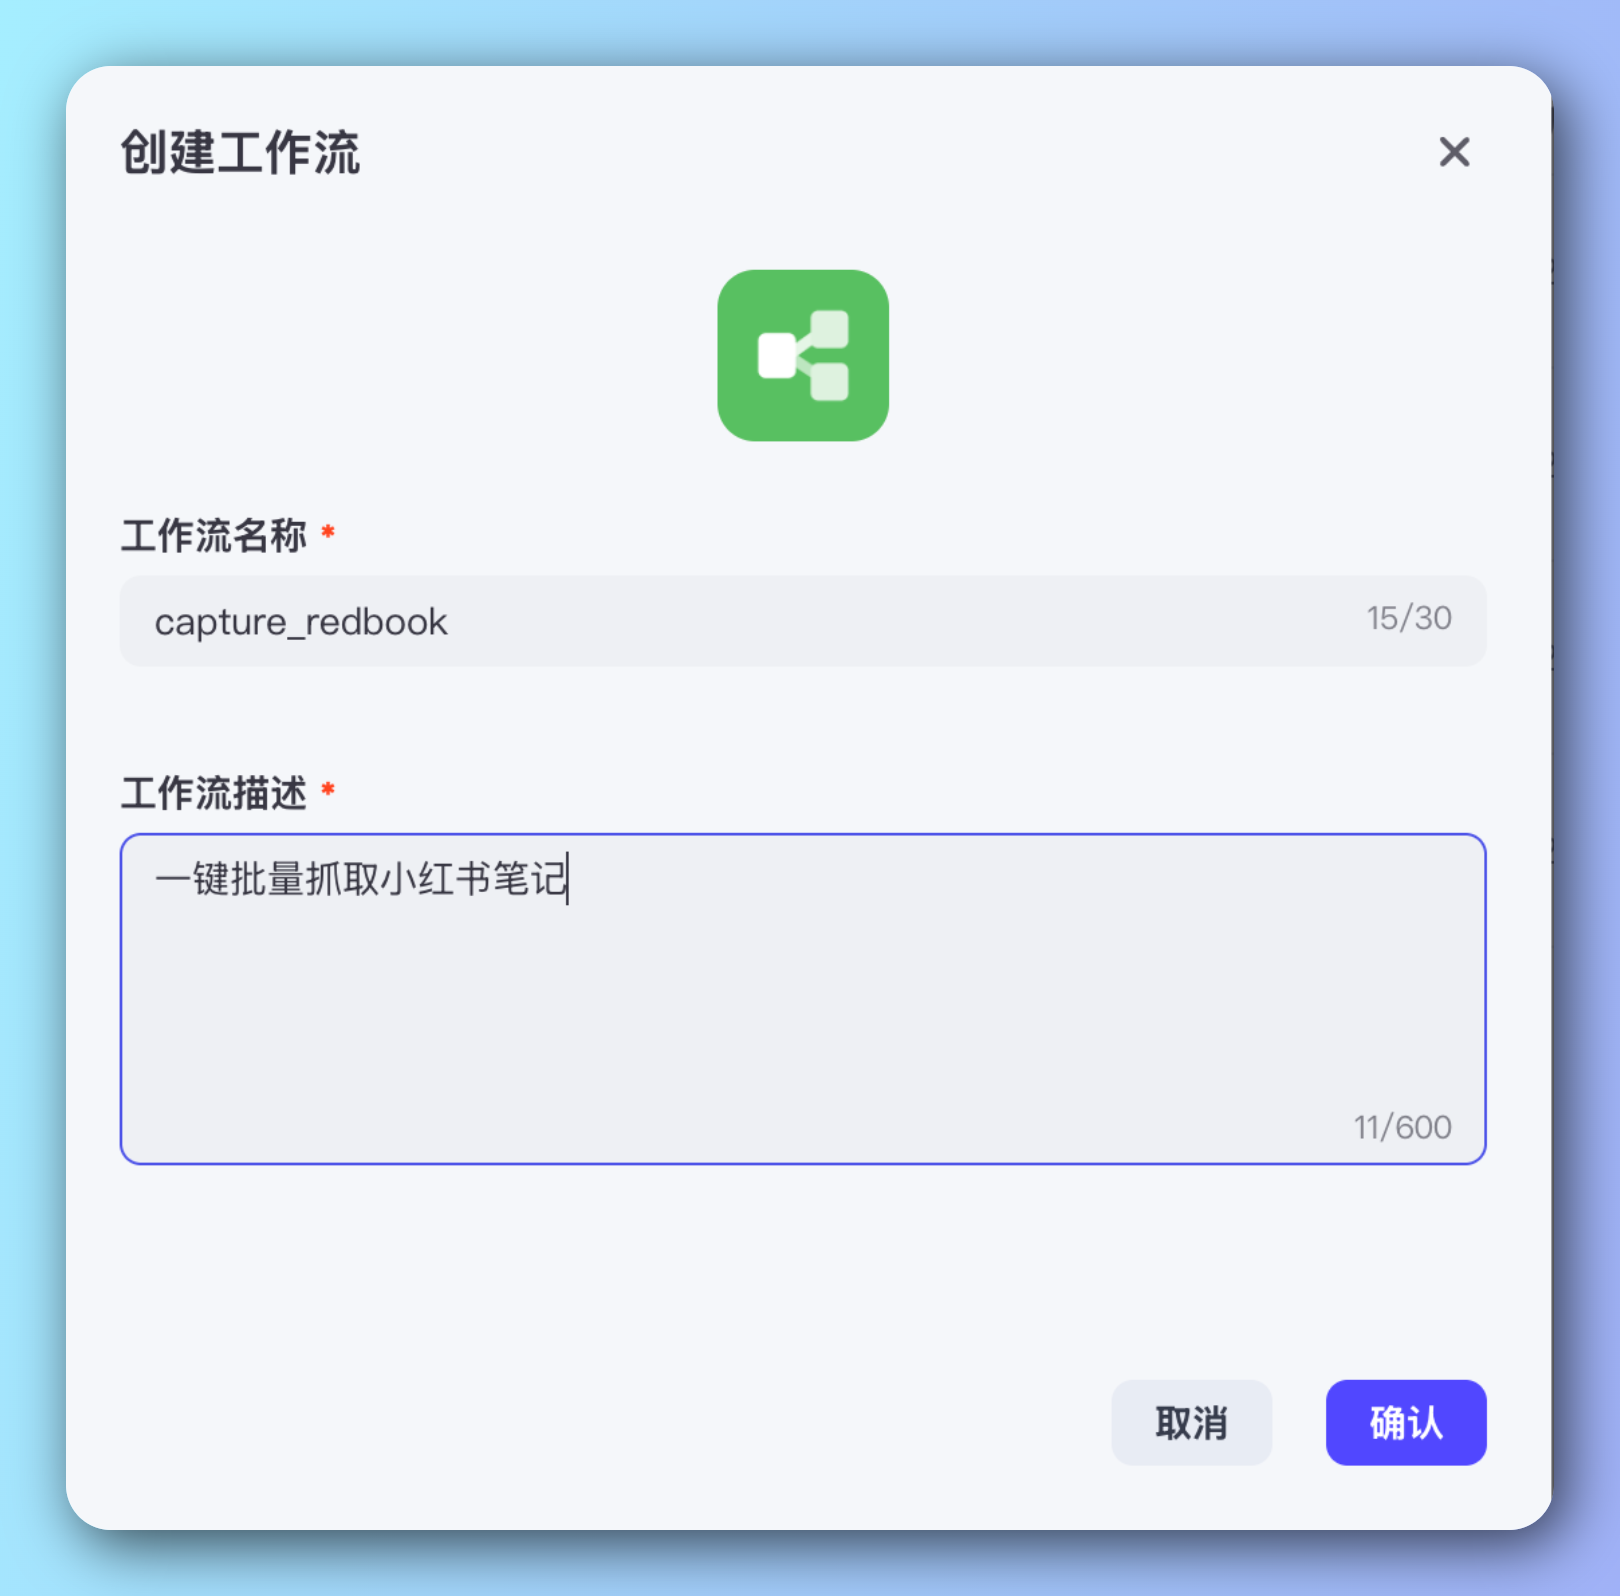 创建工作流
工作流名称 *
capture_redbook 15/30
工作流描述 *
一键批量抓取小红书笔记
11/600
取消 确认